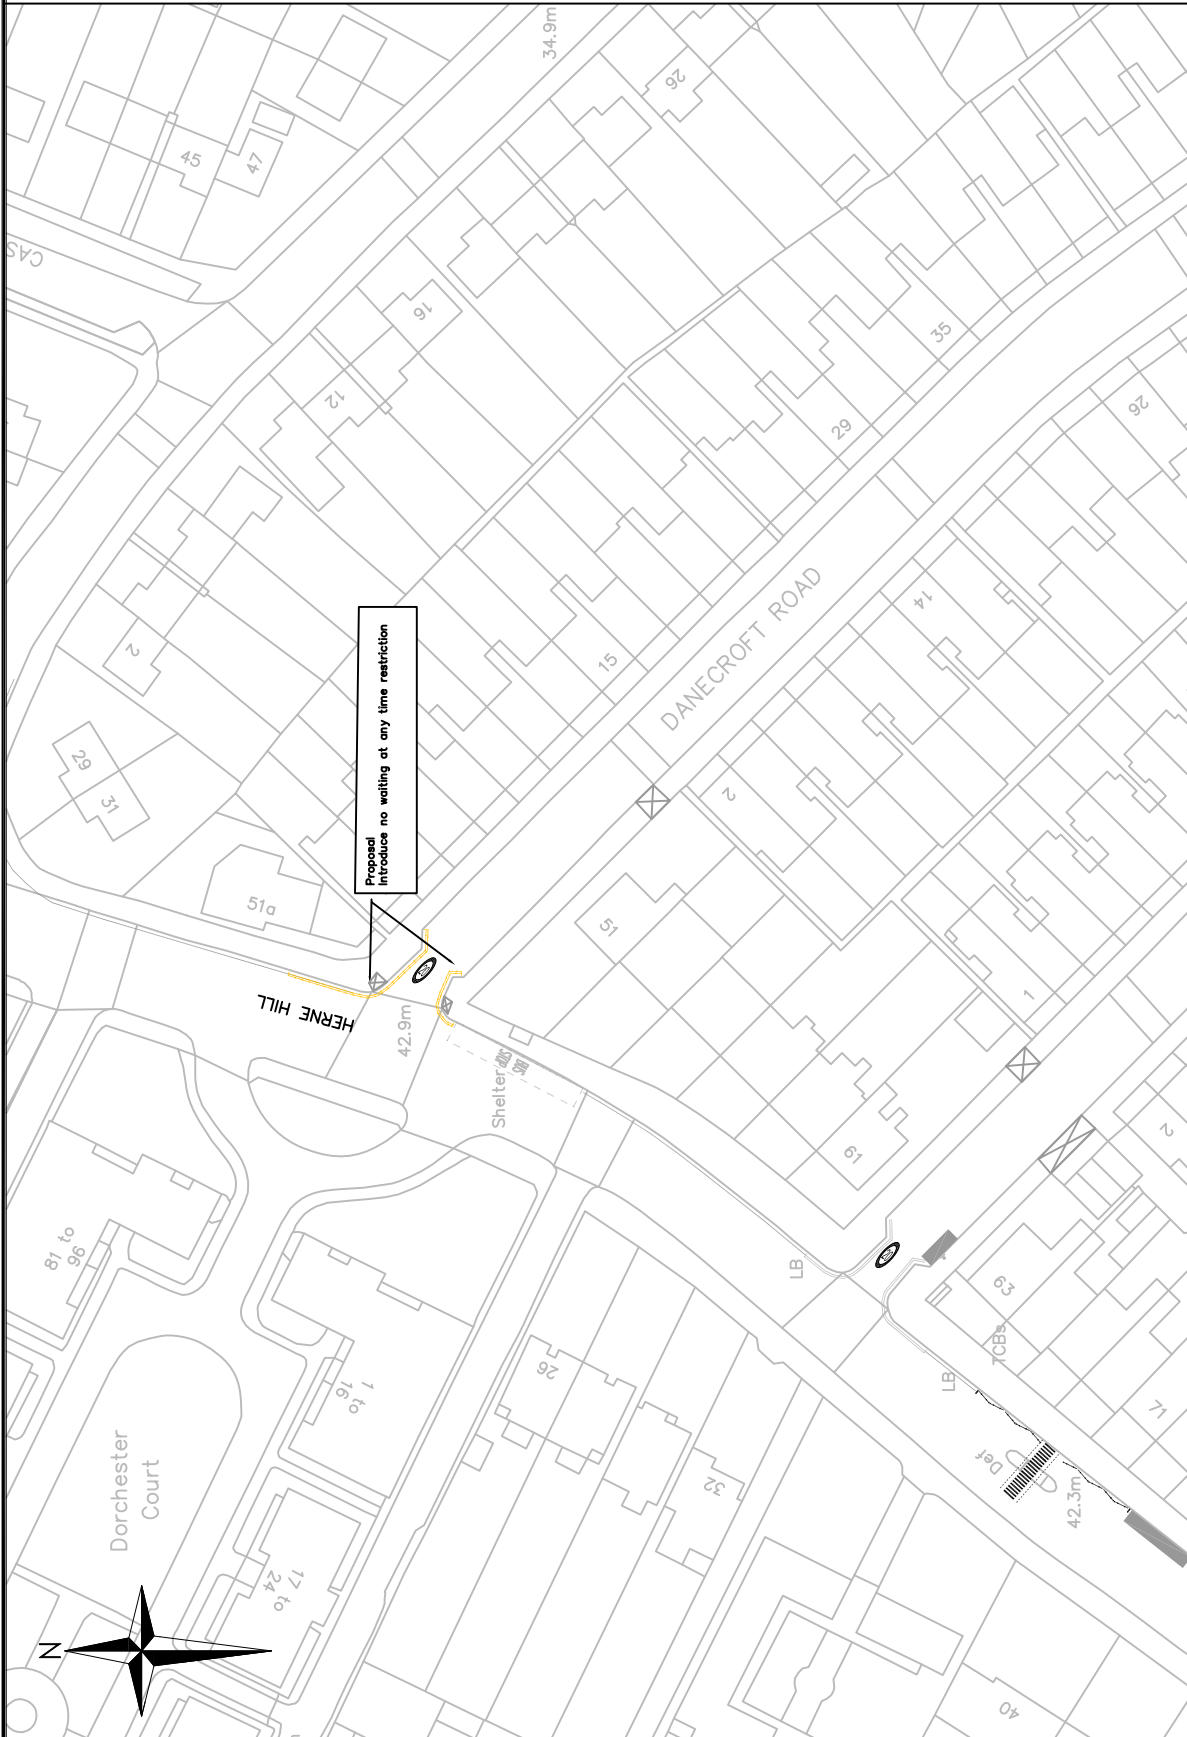 34.9m
26
45
47
CAS
16
12
35
29
26
2
Proposal
Introduce no waiting at any time restriction
15
DANECROFT ROAD
14
29
31
2
51a
51
HERNE HILL
42.9m
Shelter
BUS STOP
1
61
2
81 to
96
LB
63
TCBs
LB
26
1 to
16
71
Def
32
42.3m
Dorchester
Court
17 to
24
N
40